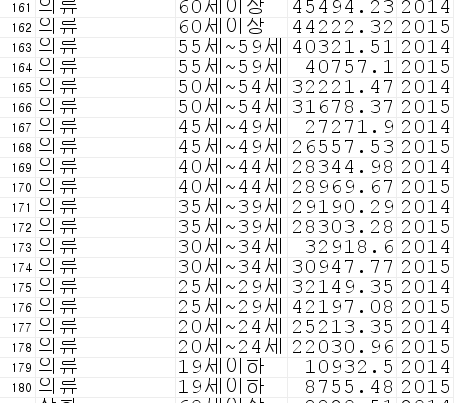 161 의류 60세이상 45494.23 2014
162 의류 60세이상 44222.32 2015
163 의류 55세~59세 40321.51 2014
164 의류 55세~59세 40757.1 2015
165 의류 50세~54세 32221.47 2014
166 의류 50세~54세 31678.37 2015
167 의류 45세~49세 27271.9 2014
168 의류 45세~49세 26557.53 2015
169 의류 40세~44세 28344.98 2014
170 의류 40세~44세 28969.67 2015
171 의류 35세~39세 29190.29 2014
172 의류 35세~39세 28303.28 2015
173 의류 30세~34세 32918.6 2014
174 의류 30세~34세 30947.77 2015
175 의류 25세~29세 32149.35 2014
176 의류 25세~29세 42197.08 2015
177 의류 20세~24세 25213.35 2014
178 의류 20세~24세 22030.96 2015
179 의류 19세이하 10932.5 2014
180 의류 19세이하 8755.48 2015